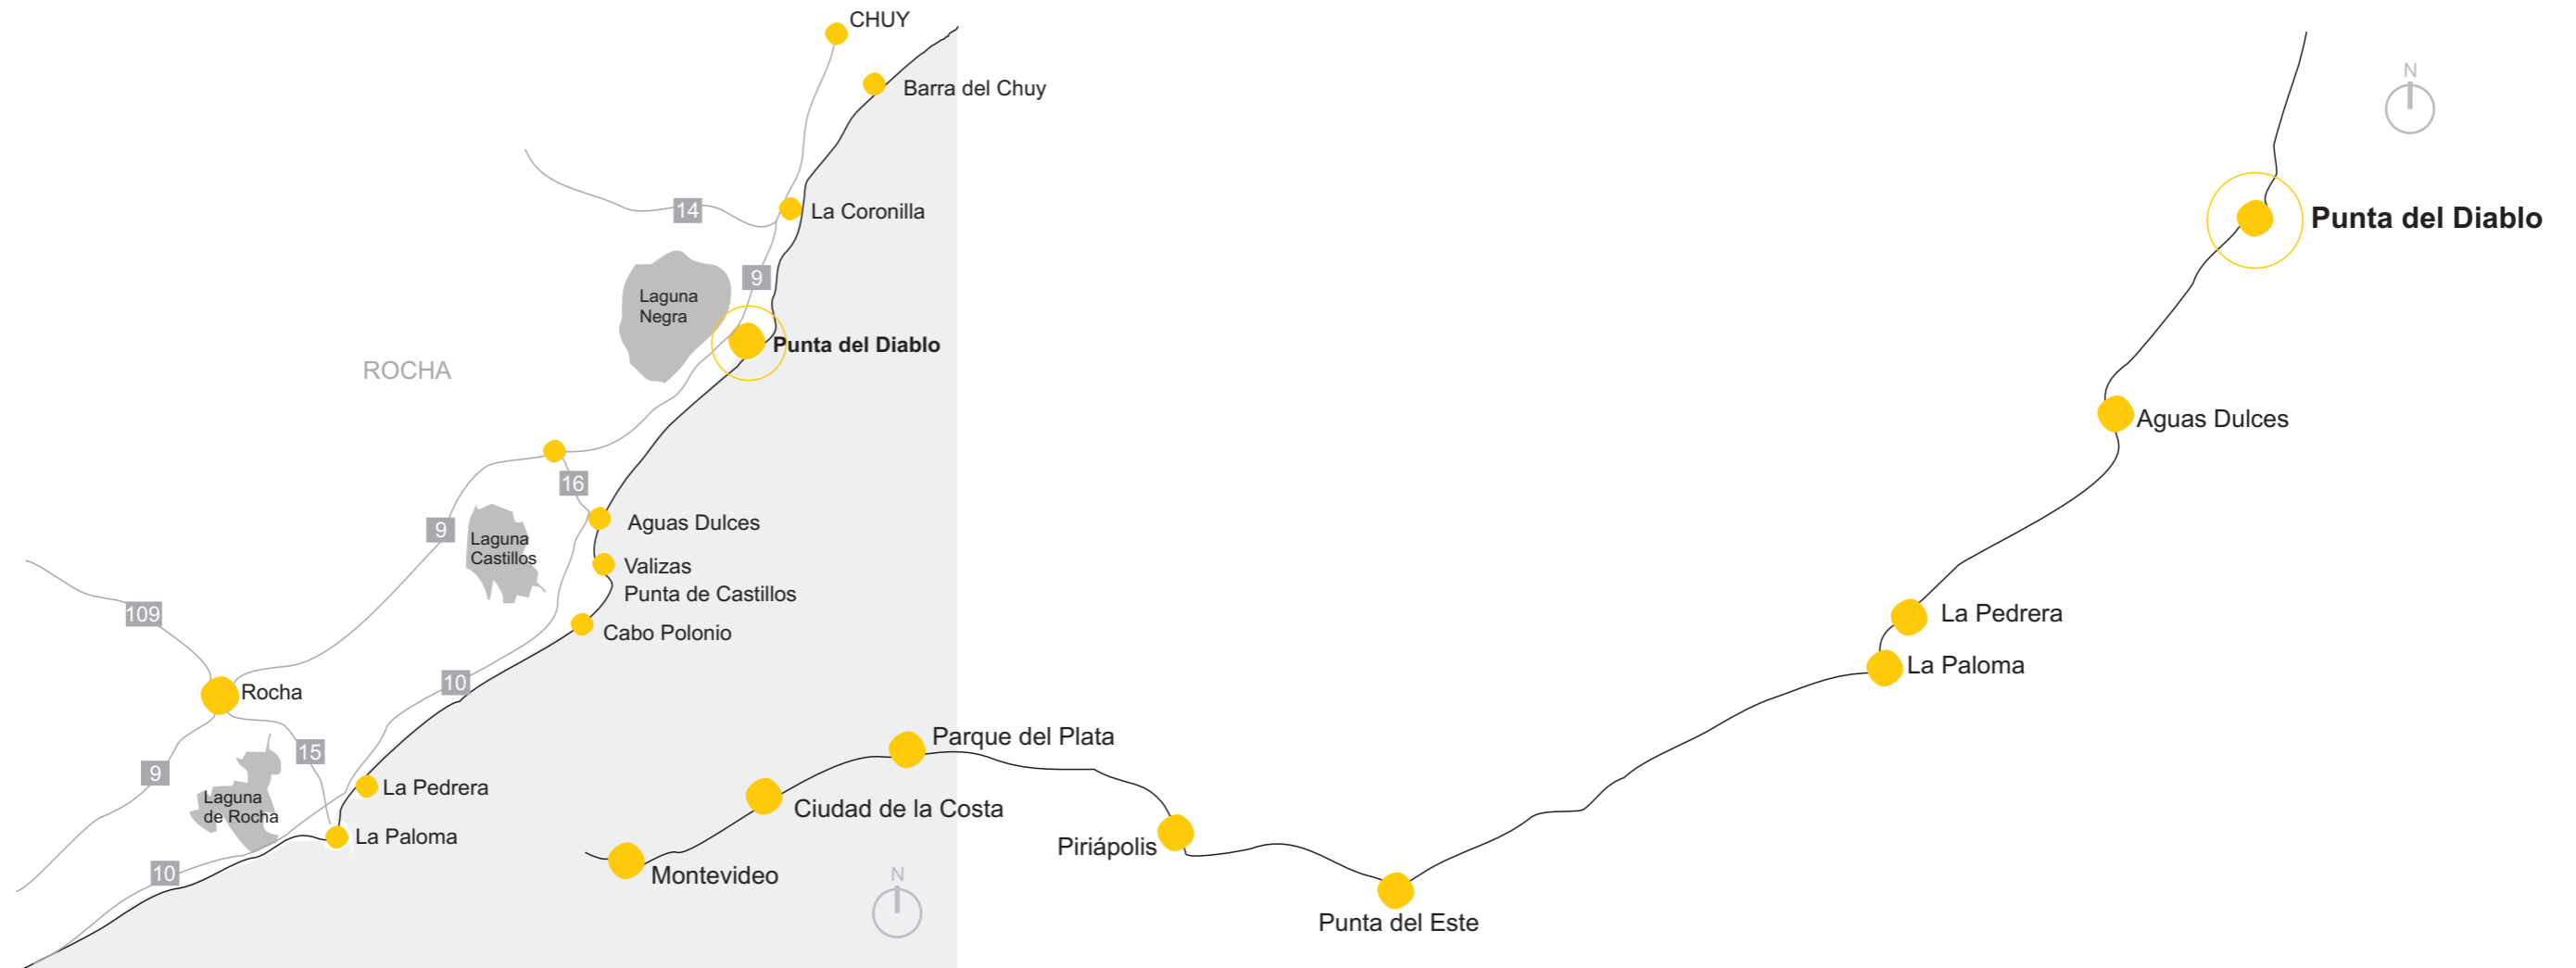 CHUY
Barra del Chuy
14
La Coronilla
9
Laguna
Negra
Punta del Diablo
ROCHA
16
9
Aguas Dulces
Laguna
Castillos
Valizas
Punta de Castillos
109
Cabo Polonio
10
Rocha
15
9
La Pedrera
Laguna
de Rocha
La Paloma
10
N
N
Punta del Diablo
Aguas Dulces
La Pedrera
La Paloma
Parque del Plata
Ciudad de la Costa
Piriápolis
Montevideo
Punta del Este